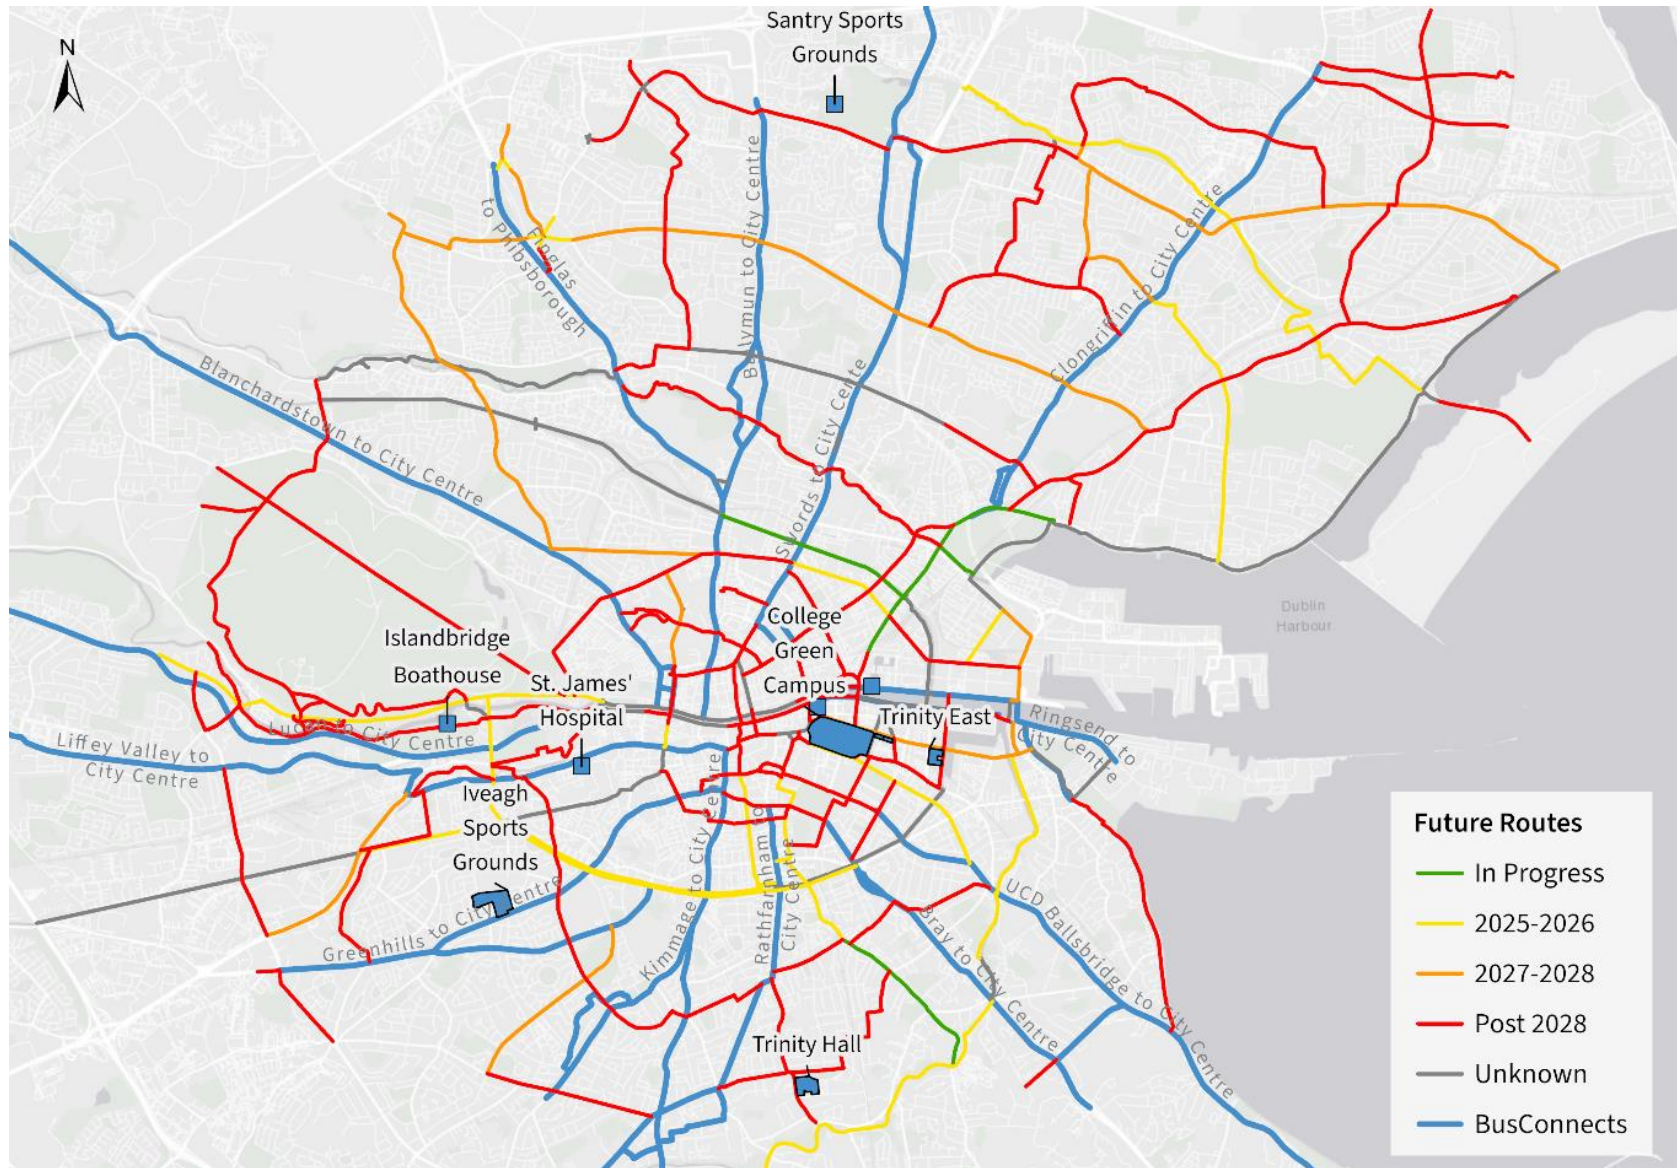 N
Santry Sports
Grounds
Finglas
to Phibsborough
Ballymun to City Centre
Swords to City Cente
Clongriffin to City Centre
Blanchardstown to City Centre
Dublin
Harbour
College
Green
Campus
Islandbridge
Boathouse
St. James'
Hospital
Trinity East
Ringsend to
City Centre
Lucan to City Centre
Liffey Valley to
City Centre
Iveagh
Sports
Grounds
Greenhills to City Centre
Kimmage to City Centre
Rathfarnham to
City Centre
Bray to City Centre
UCD Ballsbridge to City Centre
Trinity Hall
Future Routes
In Progress
2025-2026
2027-2028
Post 2028
Unknown
BusConnects